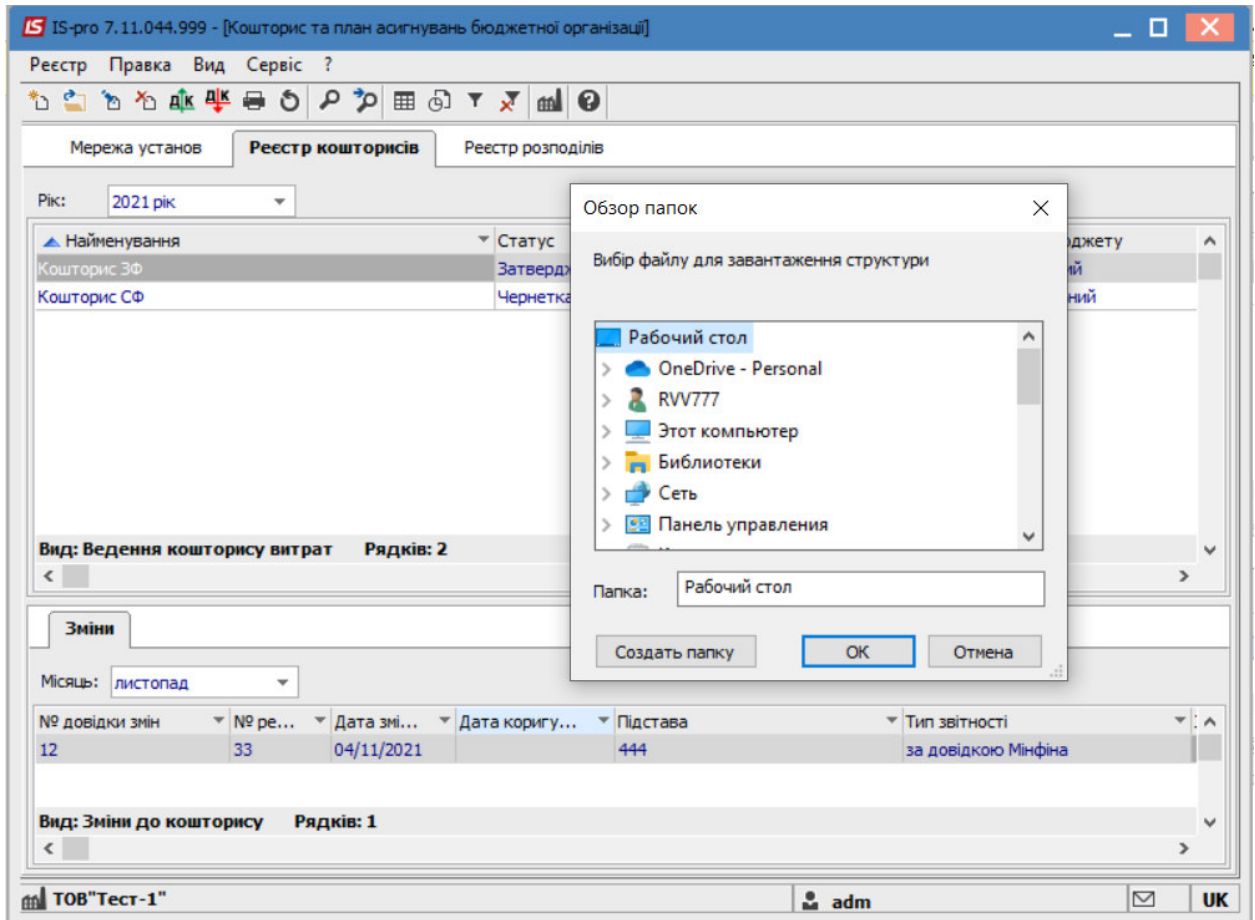 IS-pro 7.11.044.999 - [Кошторис та план асигнувань бюджетної організації]
Реєстр Правка Вид Сервіс ?
Мережа установ Реєстр кошторисів Реєстр розподілів
Рік: 2021 рік
Найменування Статус
Кошторис ЗФ
Кошторис СФ Чернетка
Вид: Ведення кошторису витрат Рядків: 2
Обзор папок
Вибір файлу для завантаження структури
Рабочий стол
OneDrive - Personal
RVV777
Этот компьютер
Библиотеки
Сеть
Панель управления
Папка: Рабочий стол
Создать папку OK Отмена
Зміни
Місяць: листопад
№ довідки змін № ре... Дата змі... Дата коригу... Підстава Тип звітності
12 33 04/11/2021 444 за довідкою Мінфіна
Вид: Зміни до кошторису Рядків: 1
ТОВ"Тест-1" adm UK